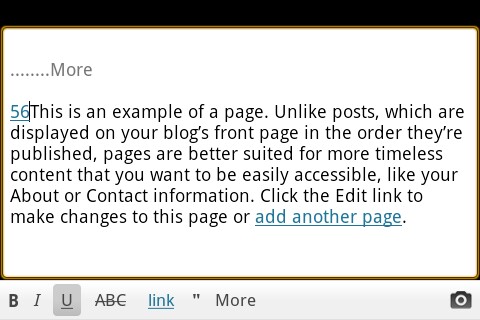 ........More
56This is an example of a page. Unlike posts, which are
displayed on your blog’s front page in the order they’re
published, pages are better suited for more timeless
content that you want to be easily accessible, like your
About or Contact information. Click the Edit link to
make changes to this page or add another page.
B I U ABC link " More